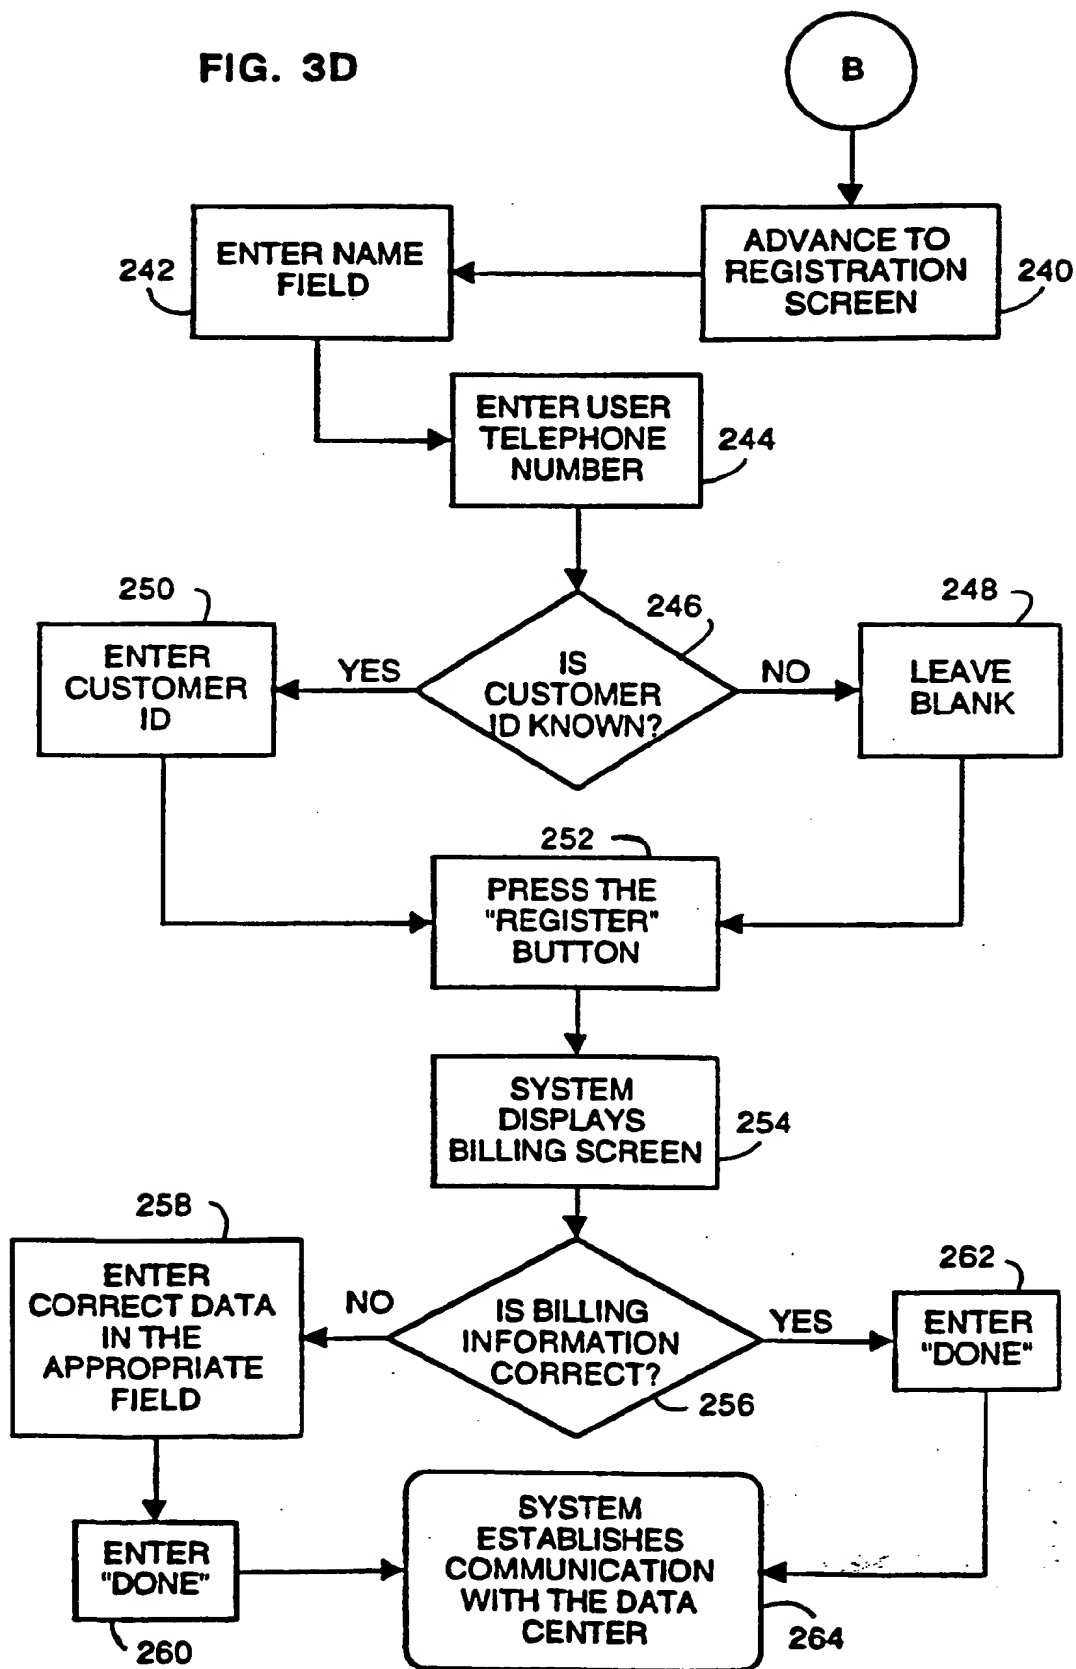 FIG. 3D
B
ENTER NAME
FIELD
242
ADVANCE TO
REGISTRATION
SCREEN
240
ENTER USER
TELEPHONE
NUMBER
244
250
ENTER
CUSTOMER
ID
YES
IS
CUSTOMER
ID KNOWN?
246
NO
248
LEAVE
BLANK
252
PRESS THE
"REGISTER"
BUTTON
SYSTEM
DISPLAYS
BILLING SCREEN
254
258
ENTER
CORRECT DATA
IN THE
APPROPRIATE
FIELD
NO
IS BILLING
INFORMATION
CORRECT?
256
YES
262
ENTER
"DONE"
ENTER
"DONE"
260
SYSTEM
ESTABLISHES
COMMUNICATION
WITH THE DATA
CENTER
264